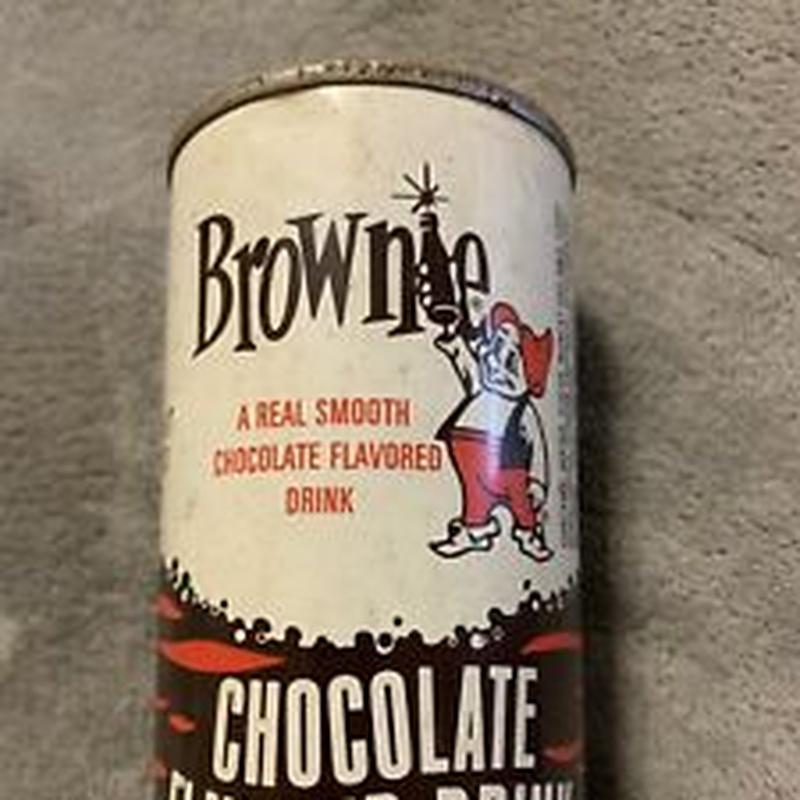 Brownie
A REAL SMOOTH
CHOCOLATE FLAVORED
DRINK
CHOCOLATE